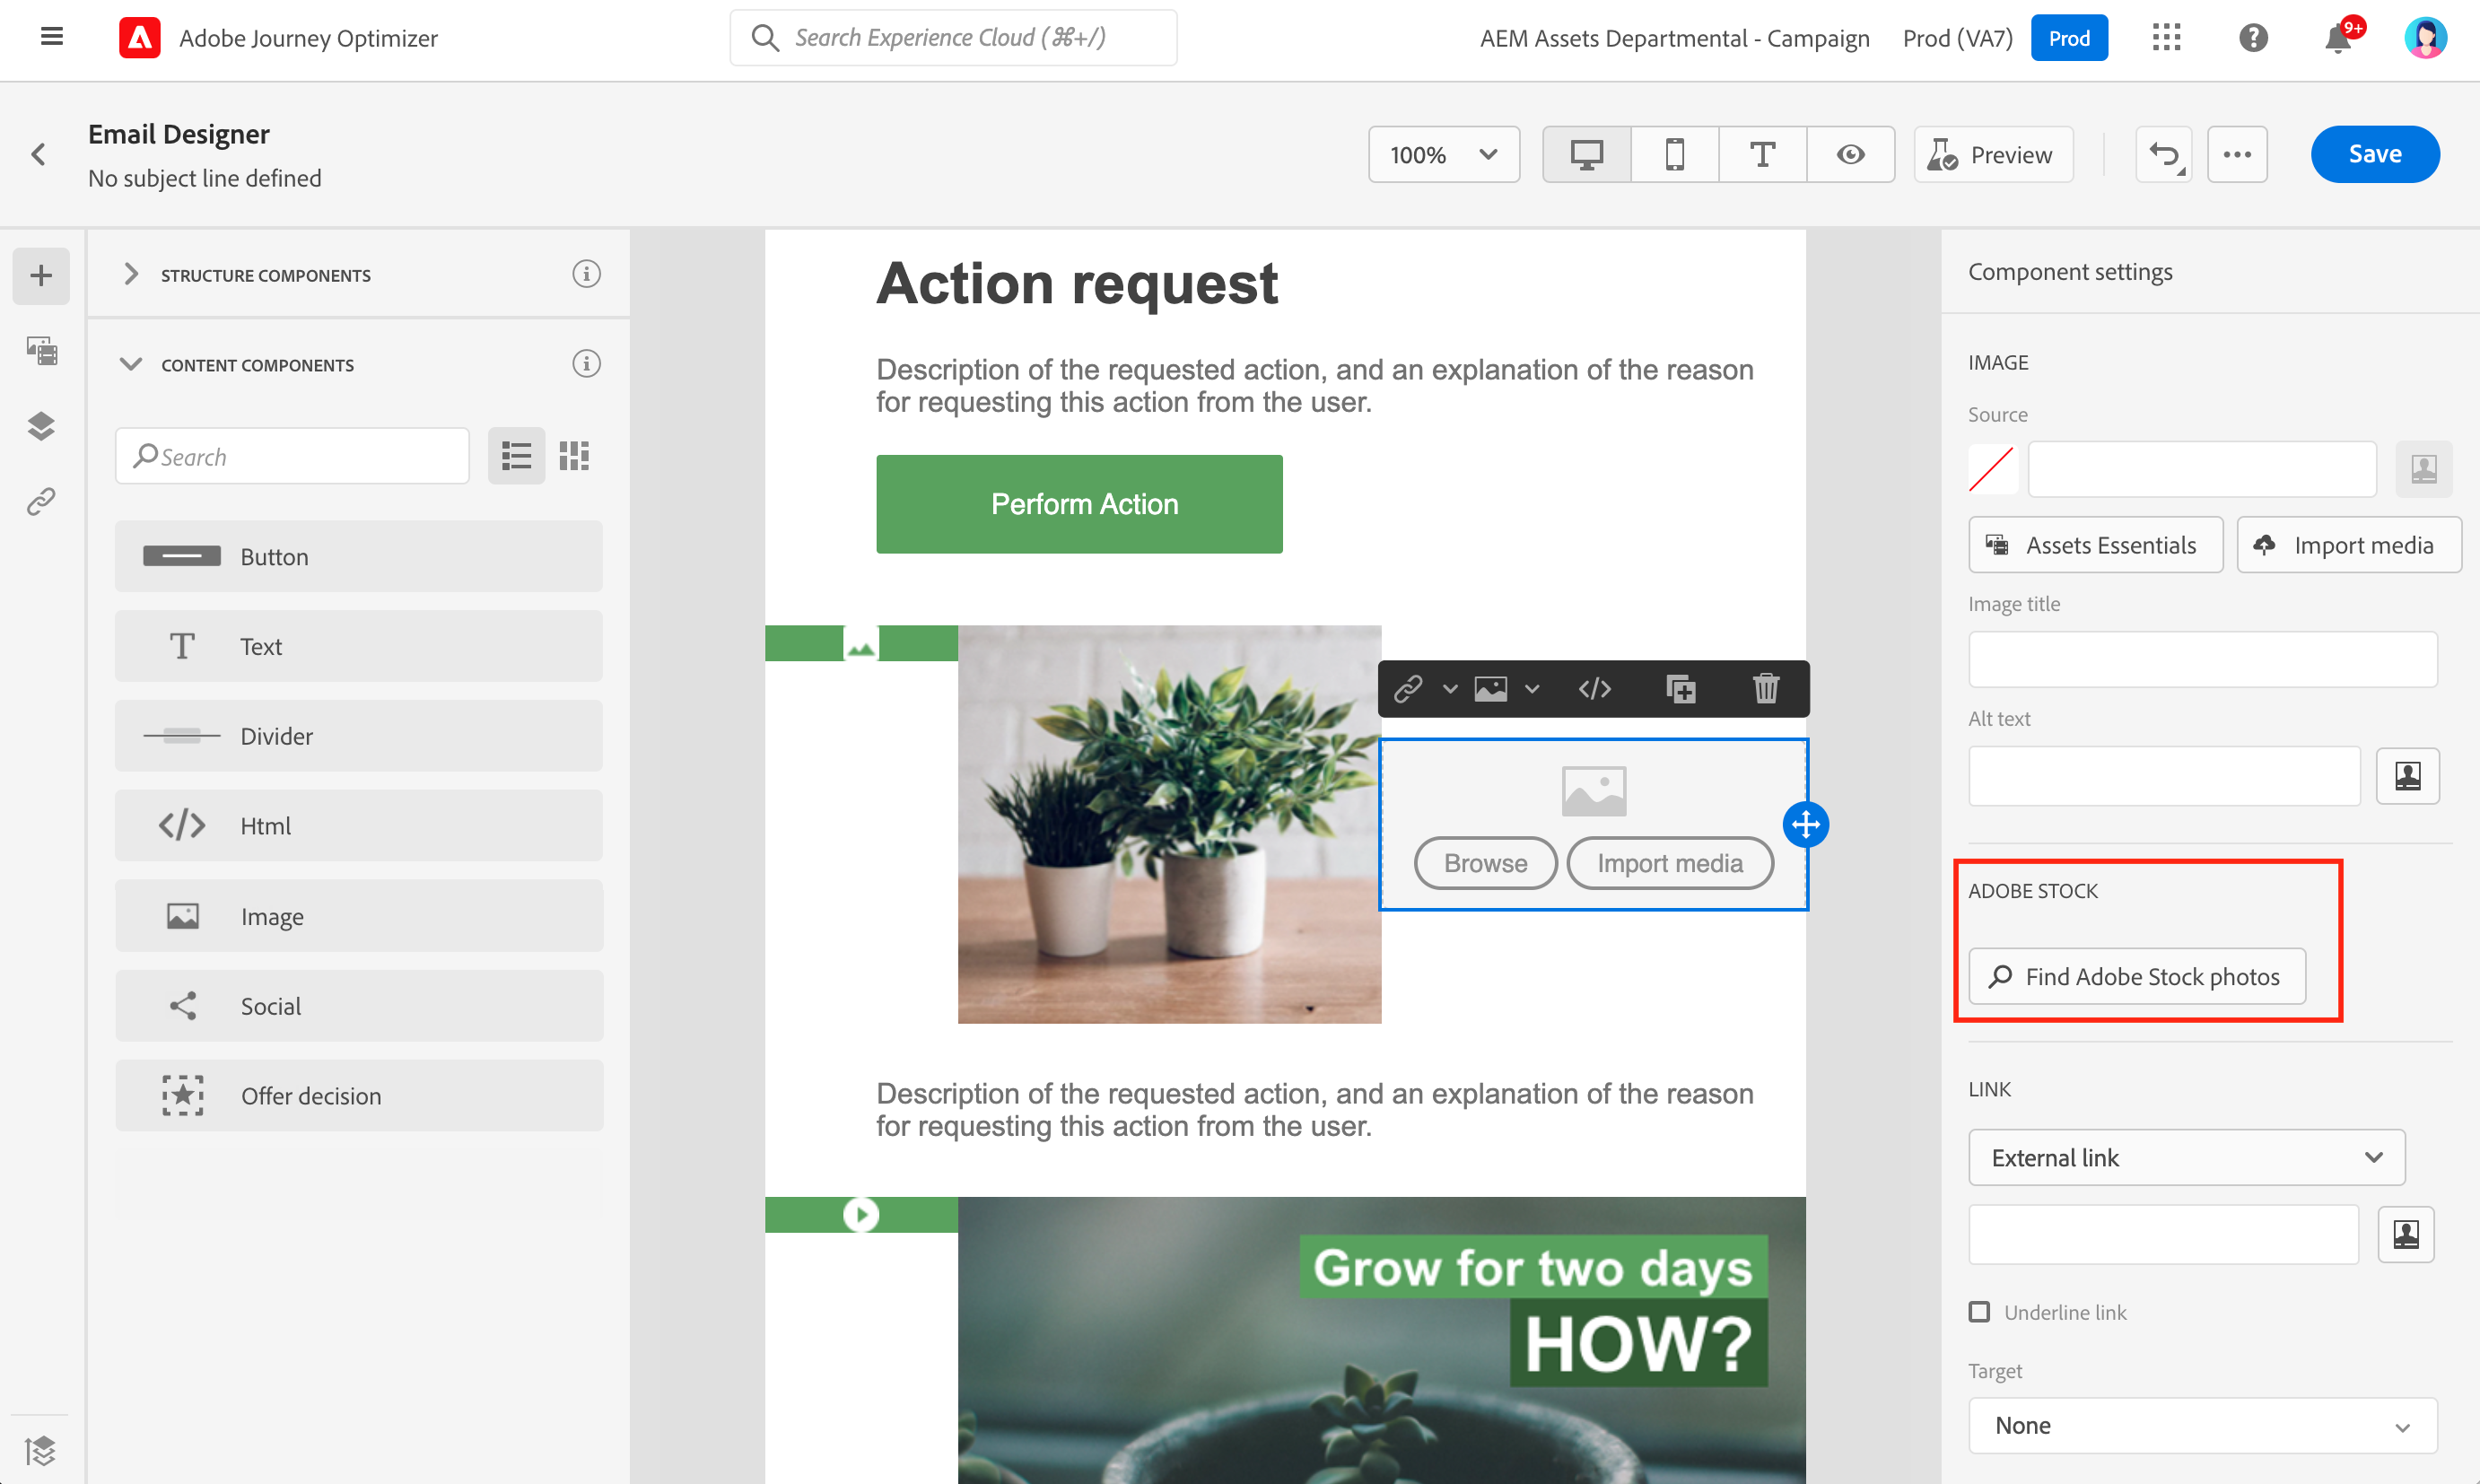 Adobe Journey Optimizer
Search Experience Cloud (⌘+/)
AEM Assets Departmental - Campaign
Prod (VA7)
Prod
9+
Email Designer
No subject line defined
100%
Preview
Save
STRUCTURE COMPONENTS
CONTENT COMPONENTS
Search
Button
Text
Divider
Html
Image
Social
Offer decision
Action request
Description of the requested action, and an explanation of the reason
for requesting this action from the user.
Perform Action
Browse
Import media
Description of the requested action, and an explanation of the reason
for requesting this action from the user.
Grow for two days
HOW?
Component settings
IMAGE
Source
Assets Essentials
Import media
Image title
Alt text
ADOBE STOCK
Find Adobe Stock photos
LINK
External link
Underline link
Target
None